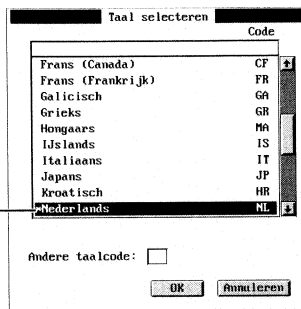 Taal selecteren
Code
Frans (Canada) CF
Frans (Frankrijk) FR
Galicisch GA
Grieks GR
Hongaars MA
IJslands IS
Italiaans IT
Japans JP
Kroatisch HR
Nederlands NL
Andere taalcode:
OK Annuleren